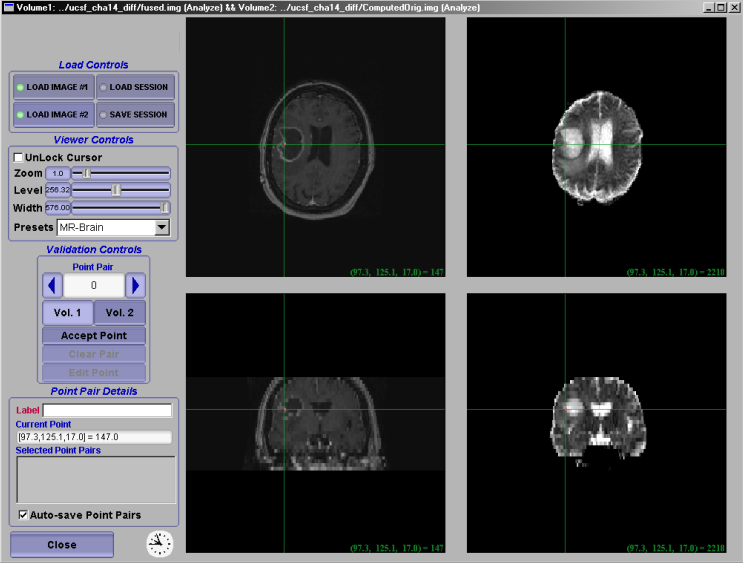 Volume1: ../ucsf_cha14_diff/fused.img (Analyze) && Volume2: ../ucsf_cha14_diff/ComputedOrig.img (Analyze)
Load Controls
LOAD IMAGE #1 LOAD SESSION
LOAD IMAGE #2 SAVE SESSION
Viewer Controls
UnLock Cursor
Zoom 1.0
Level 256.32
Width 576.00
Presets MR-Brain
Validation Controls
Point Pair
0
Vol. 1 Vol. 2
Accept Point
Clear Pair
Edit Point
Point Pair Details
Label
Current Point
[97.3,125.1,17.0] = 147.0
Selected Point Pairs
Auto-save Point Pairs
Close
(97.3, 125.1, 17.0) = 147
(97.3, 125.1, 17.0) = 2218
(97.3, 125.1, 17.0) = 147
(97.3, 125.1, 17.0) = 2218